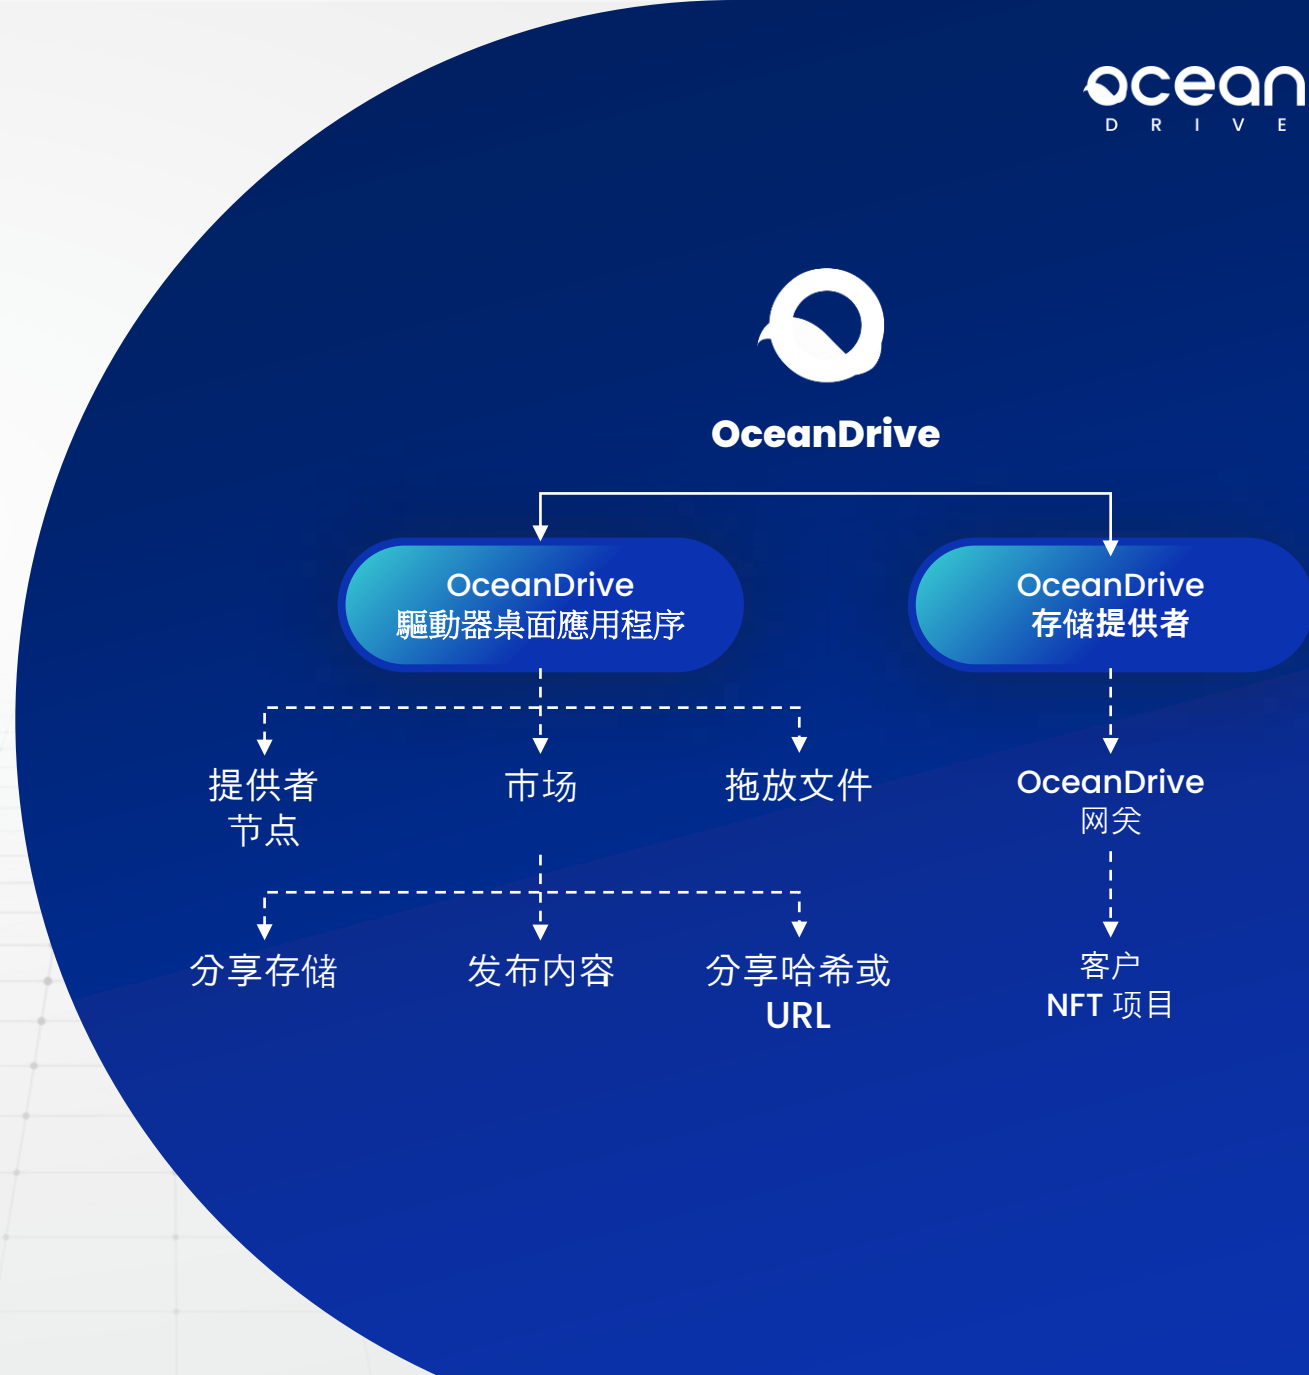 ocean
DRIVE
OceanDrive
OceanDrive
驅動器桌面應用程序
OceanDrive
存储提供者
提供者
节点
市场
拖放文件
OceanDrive
网关
分享存储
发布内容
分享哈希或
URL
客户
NFT 项目